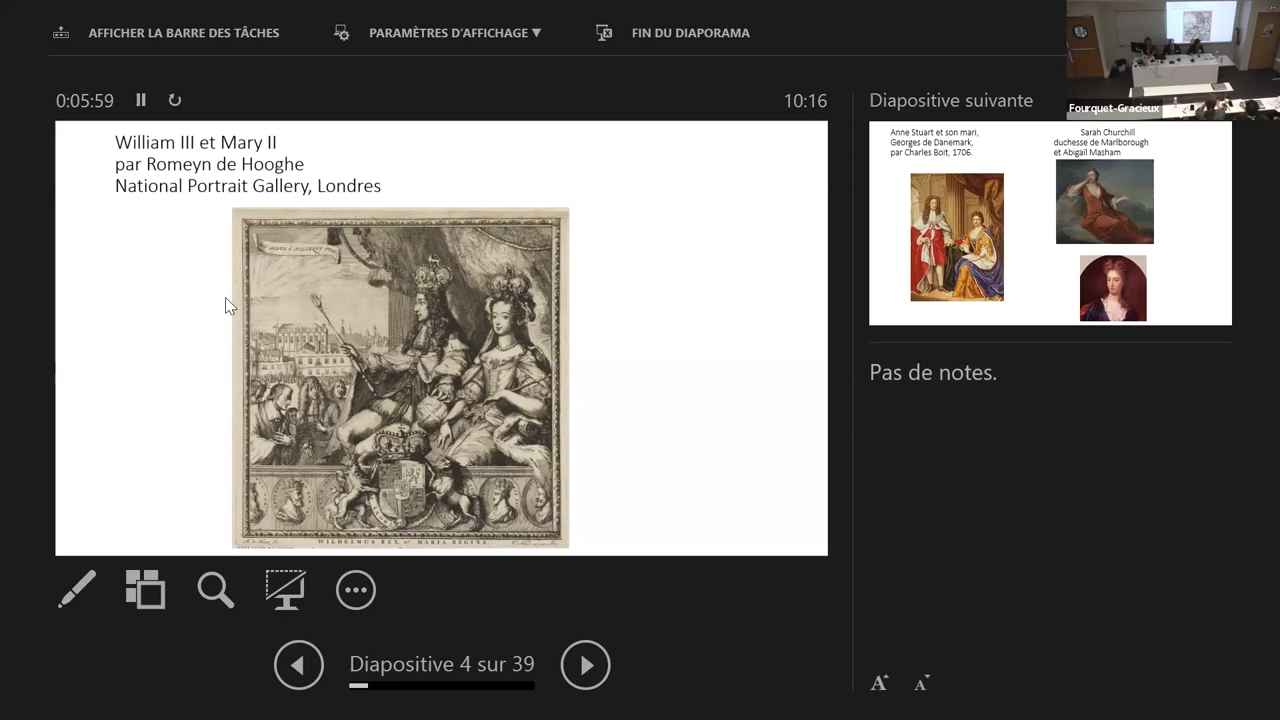 AFFICHER LA BARRE DES TÂCHES
PARAMÈTRES D'AFFICHAGE ▼
FIN DU DIAPORAMA
Fourquet-Gracieux
0:05:59
10:16
Diapositive suivante
William III et Mary II
par Romeyn de Hooghe
National Portrait Gallery, Londres
WILHELMUS REX, et MARIA REGINA
Anne Stuart et son mari,
Georges de Danemark,
par Charles Boit, 1706.
Sarah Churchill
duchesse de Marlborough
et Abigaïl Masham
Pas de notes.
Diapositive 4 sur 39
A A